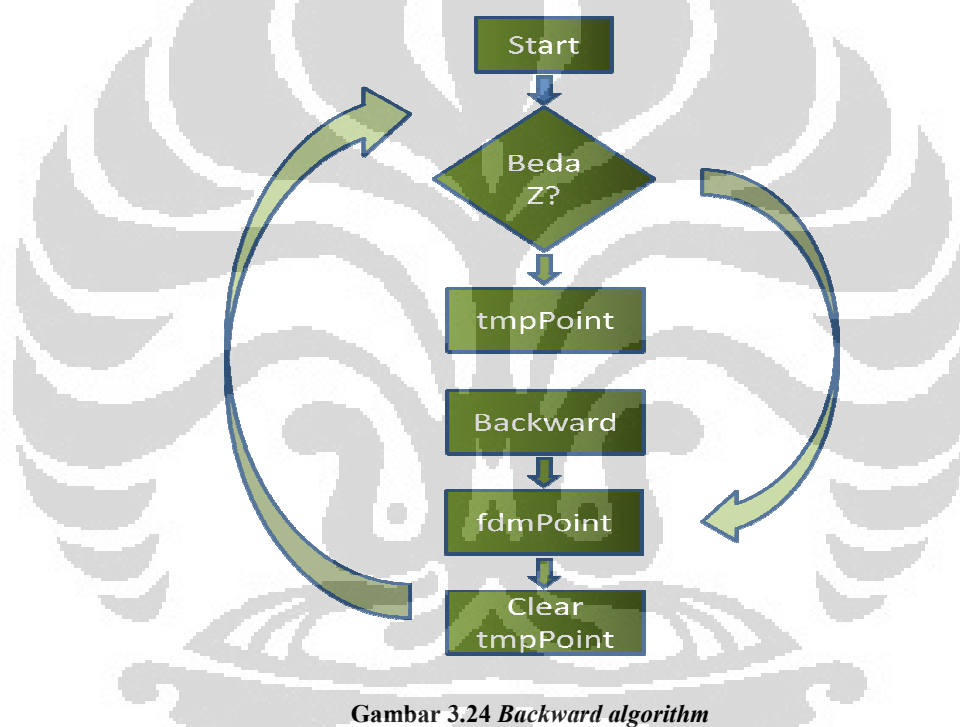 Start
Beda
Z?
tmpPoint
Backward
fdmPoint
Clear
tmpPoint
Gambar 3.24 Backward algorithm